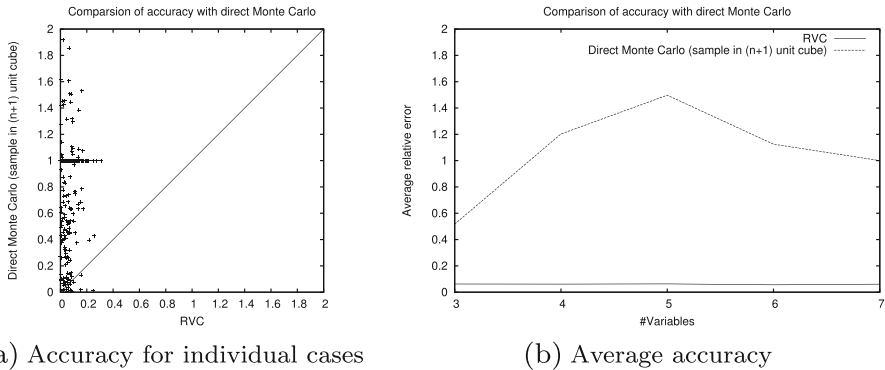 Comparsion of accuracy with direct Monte Carlo
Direct Monte Carlo (sample in (n+1) unit cube)
2
1.8
1.6
1.4
1.2
1
0.8
0.6
0.4
0.2
0
0 0.2 0.4 0.6 0.8 1 1.2 1.4 1.6 1.8 2
RVC
a) Accuracy for individual cases
Comparison of accuracy with direct Monte Carlo
RVC
Direct Monte Carlo (sample in (n+1) unit cube)
Average relative error
2
1.8
1.6
1.4
1.2
1
0.8
0.6
0.4
0.2
0
3 4 5 6 7
#Variables
(b) Average accuracy